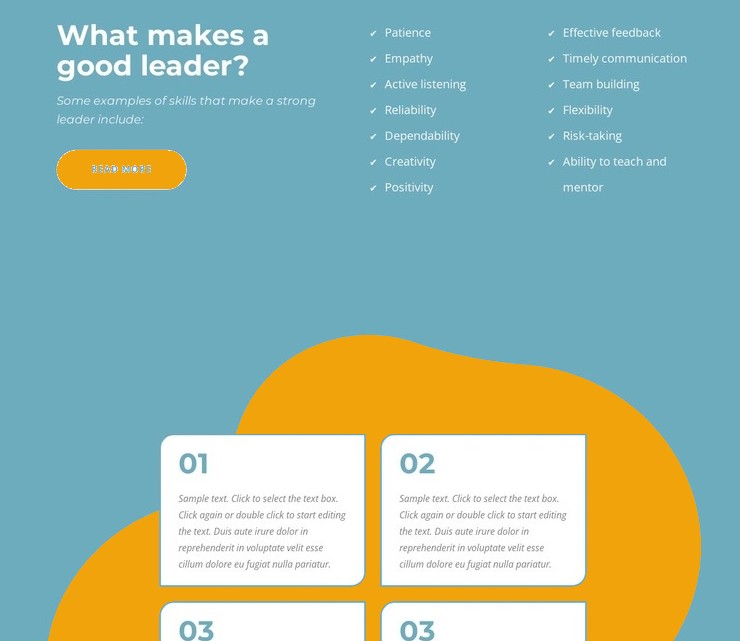 What makes a
good leader?
Some examples of skills that make a strong
leader include:
READ MORE
Patience
Empathy
Active listening
Reliability
Dependability
Creativity
Positivity
Effective feedback
Timely communication
Team building
Flexibility
Risk-taking
Ability to teach and
mentor
01
Sample text. Click to select the text box.
Click again or double click to start editing
the text. Duis aute irure dolor in
reprehenderit in voluptate velit esse
cillum dolore eu fugiat nulla pariatur.
02
Sample text. Click to select the text box.
Click again or double click to start editing
the text. Duis aute irure dolor in
reprehenderit in voluptate velit esse
cillum dolore eu fugiat nulla pariatur.
03
03